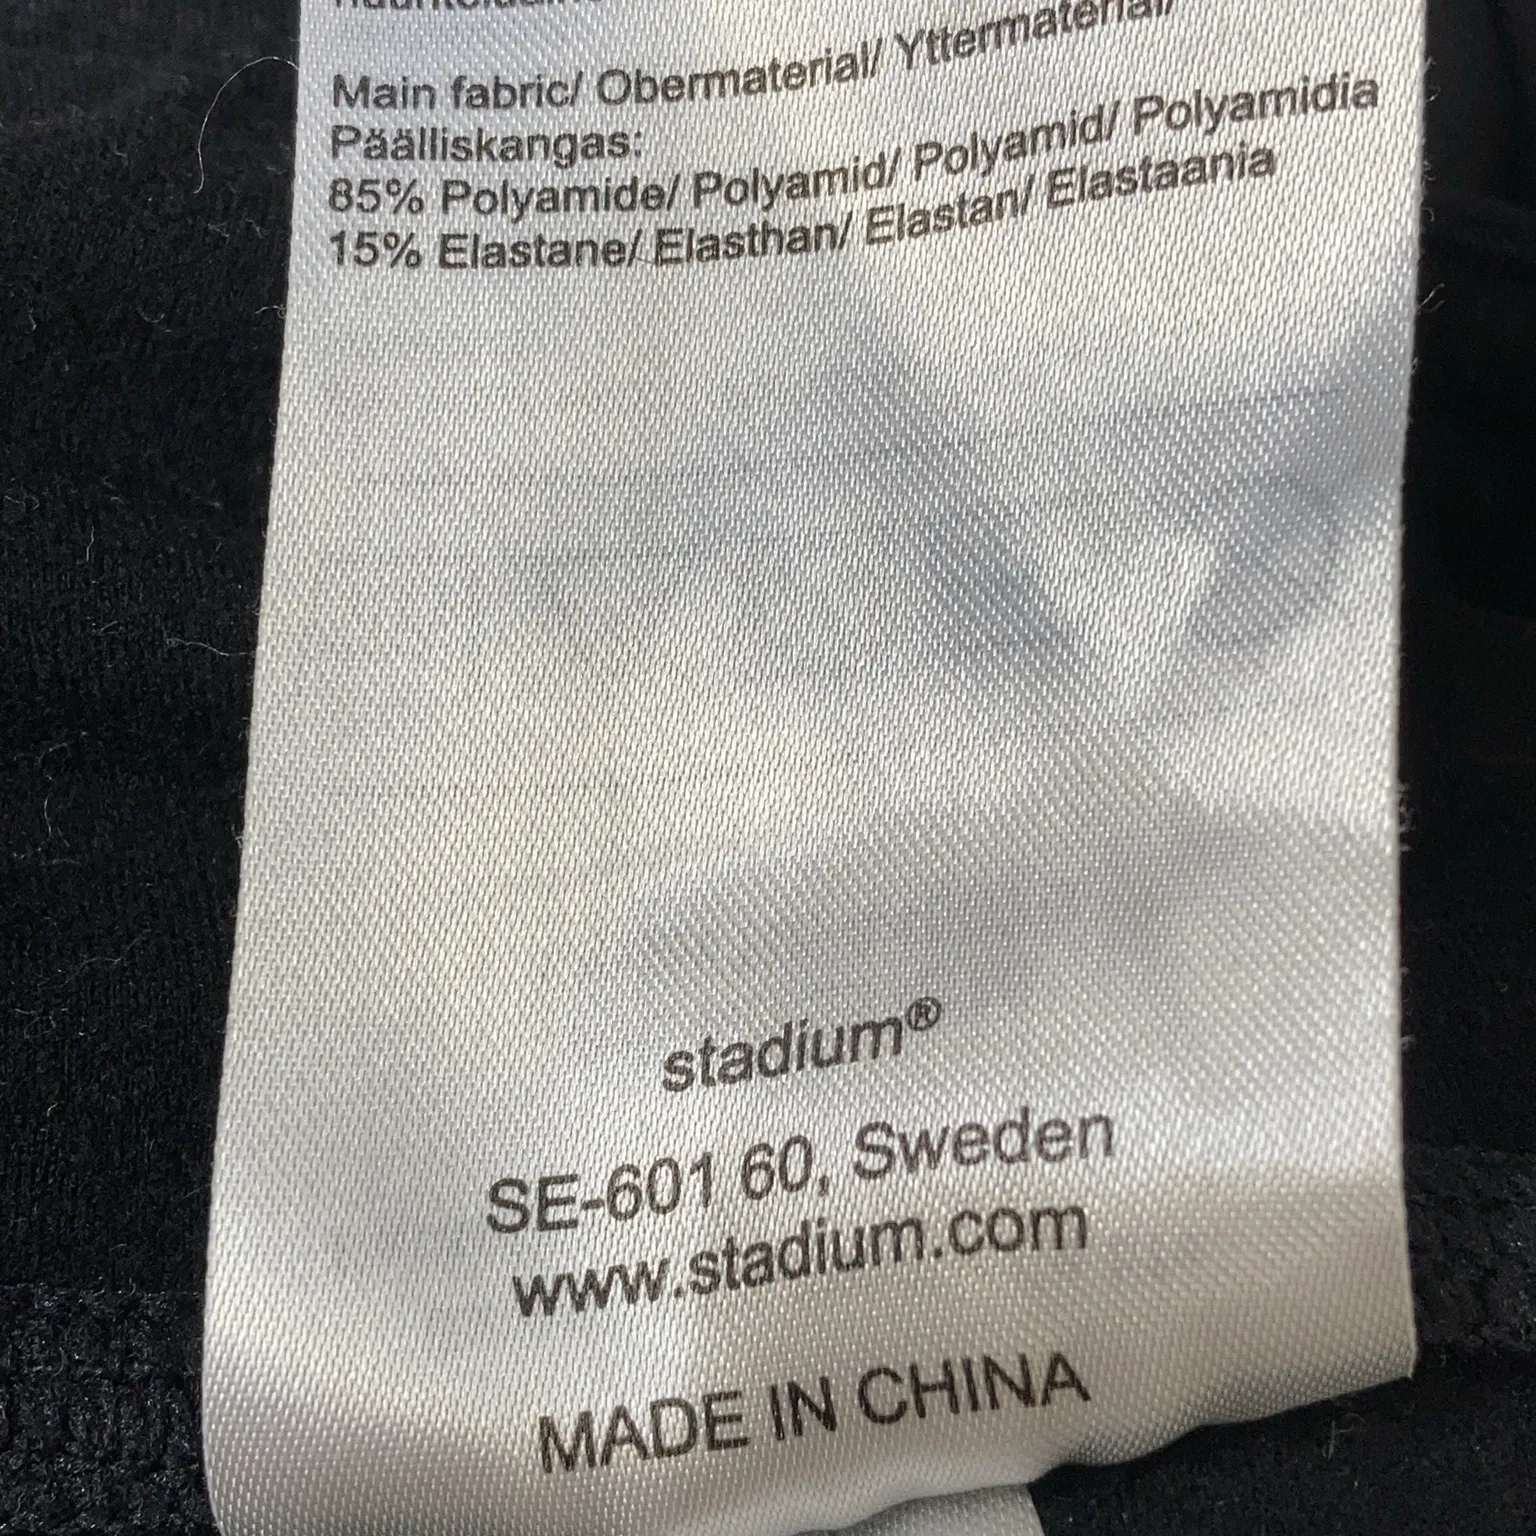 Main fabric/ Obermaterial/ Yttermaterial/
Päälliskangas:
85% Polyamide/ Polyamid/ Polyamid/ Polyamidia
15% Elastane/ Elasthan/ Elastan/ Elastaania
stadium®
SE-601 60, Sweden
www.stadium.com
MADE IN CHINA